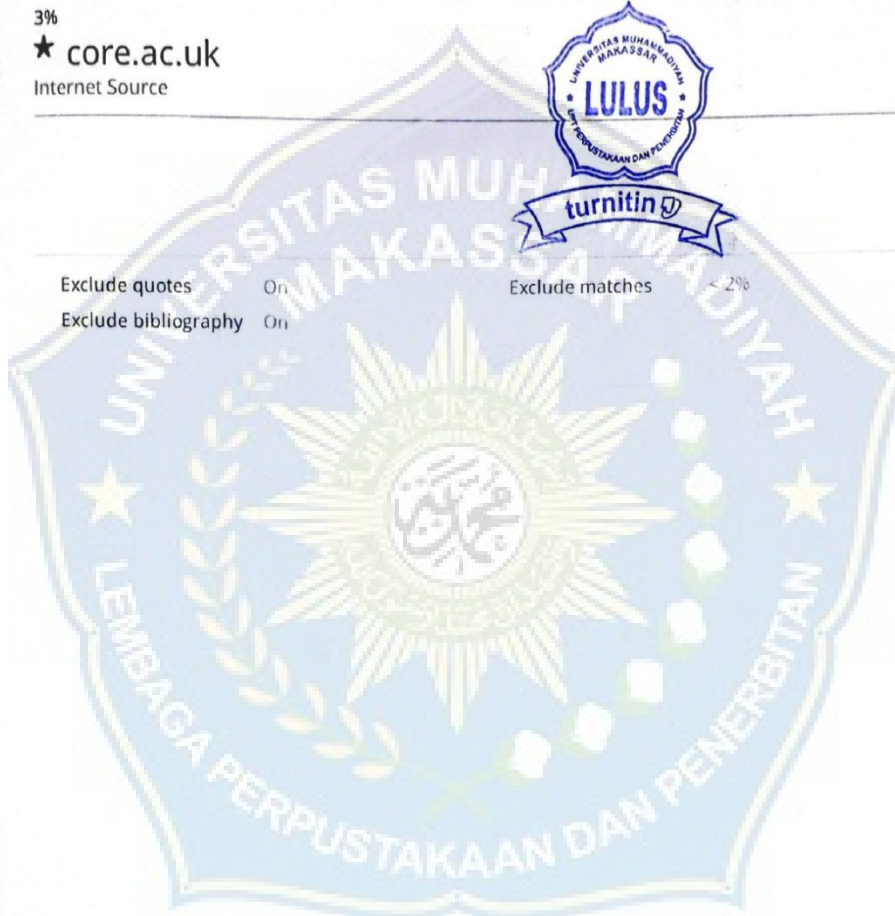 3%
★ core.ac.uk
Internet Source
UNIVERSITAS MUHAMMADIYAH
MAKASSAR
★ LULUS ★
UPT PERPUSTAKAAN DAN PENERBITAN
turnitin
Exclude quotes On
Exclude matches < 2%
Exclude bibliography On
UNIVERSITAS MUHAMMADIYAH
MAKASSAR
LEMBAGA PERPUSTAKAAN DAN PENERBITAN